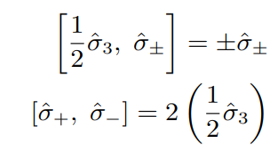 [1/2 σ̂₃, σ̂±] = ±σ̂±
[σ̂₊, σ̂₋] = 2 (1/2 σ̂₃)